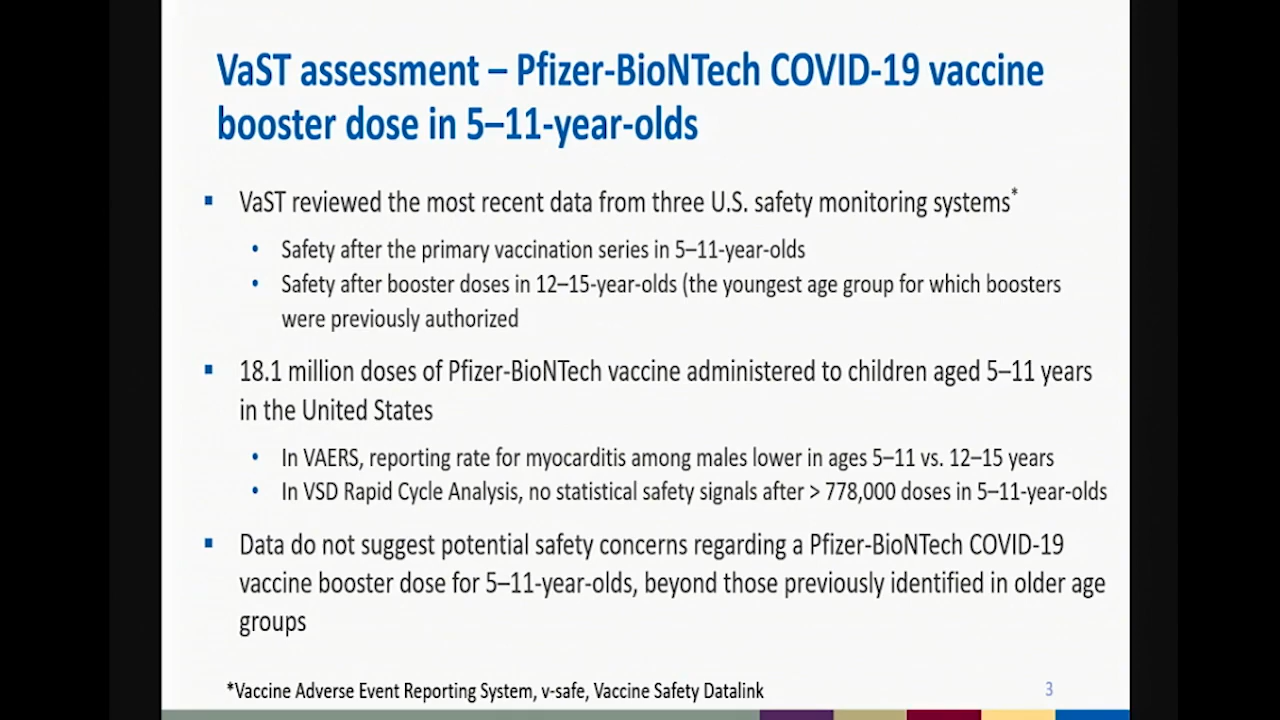 VaST assessment – Pfizer-BioNTech COVID-19 vaccine
booster dose in 5–11-year-olds
▪ VaST reviewed the most recent data from three U.S. safety monitoring systems*
• Safety after the primary vaccination series in 5–11-year-olds
• Safety after booster doses in 12–15-year-olds (the youngest age group for which boosters
were previously authorized
▪ 18.1 million doses of Pfizer-BioNTech vaccine administered to children aged 5–11 years
in the United States
• In VAERS, reporting rate for myocarditis among males lower in ages 5–11 vs. 12–15 years
• In VSD Rapid Cycle Analysis, no statistical safety signals after > 778,000 doses in 5–11-year-olds
▪ Data do not suggest potential safety concerns regarding a Pfizer-BioNTech COVID-19
vaccine booster dose for 5–11-year-olds, beyond those previously identified in older age
groups
*Vaccine Adverse Event Reporting System, v-safe, Vaccine Safety Datalink
3